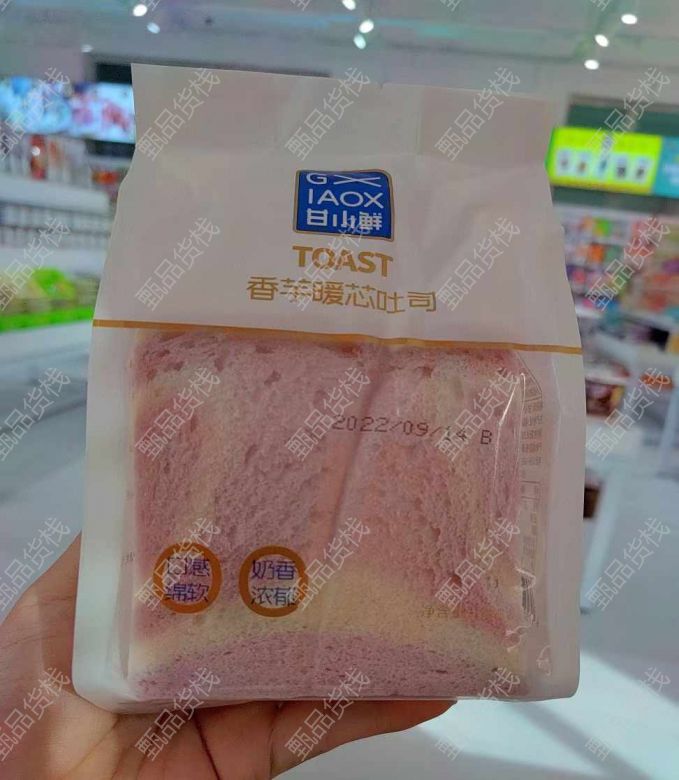 G
IAOX
甘小糖
TOAST
香芋暖芯吐司
2022/09/14 B
口感
绵软
奶香
浓郁
甄品货栈